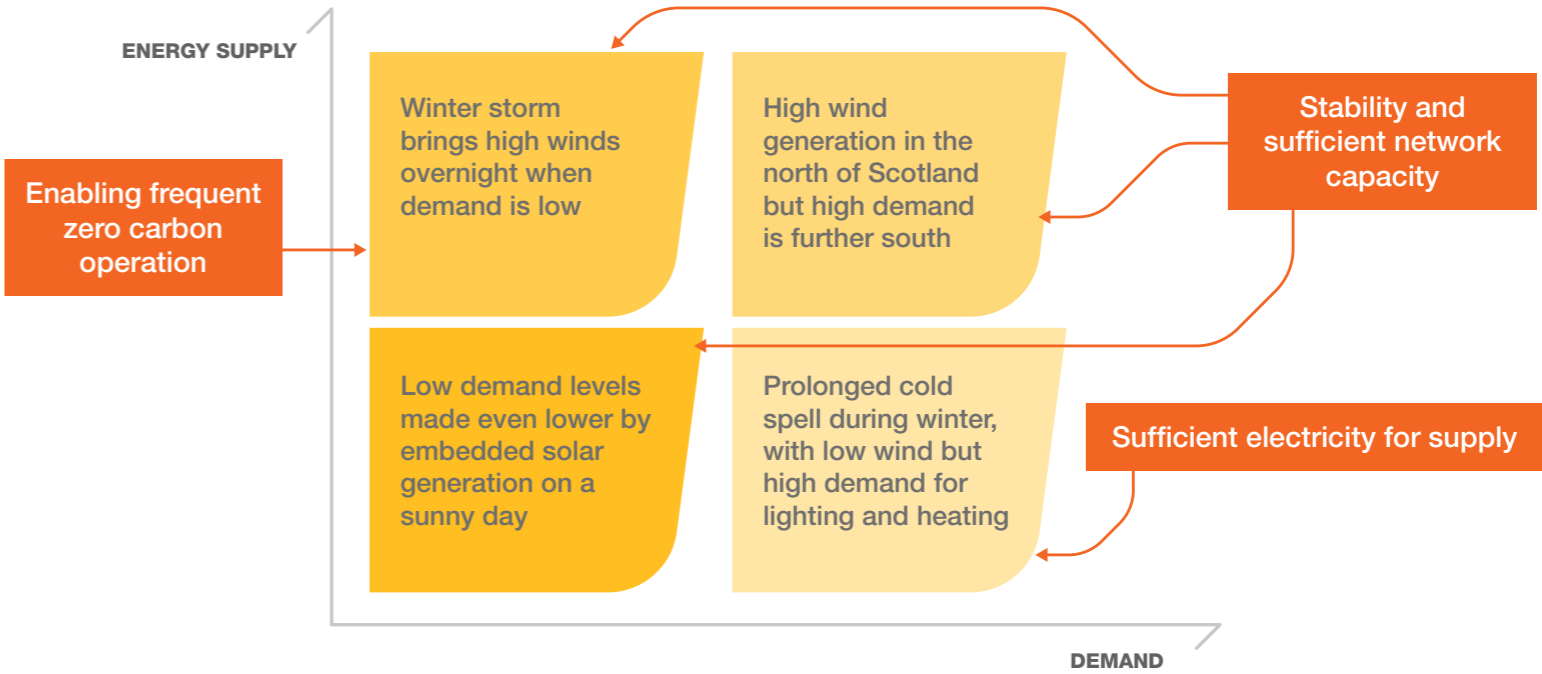 ENERGY SUPPLY
Enabling frequent
zero carbon
operation
Winter storm
brings high winds
overnight when
demand is low
High wind
generation in the
north of Scotland
but high demand
is further south
Stability and
sufficient network
capacity
Low demand levels
made even lower by
embedded solar
generation on a
sunny day
Prolonged cold
spell during winter,
with low wind but
high demand for
lighting and heating
Sufficient electricity for supply
DEMAND